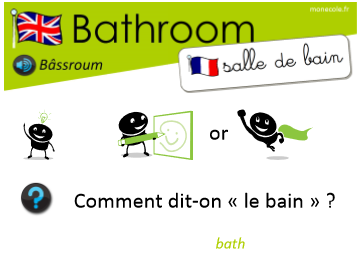 monecole.fr
Bathroom
Bâssroum
salle de bain
or
Comment dit-on « le bain » ?
bath